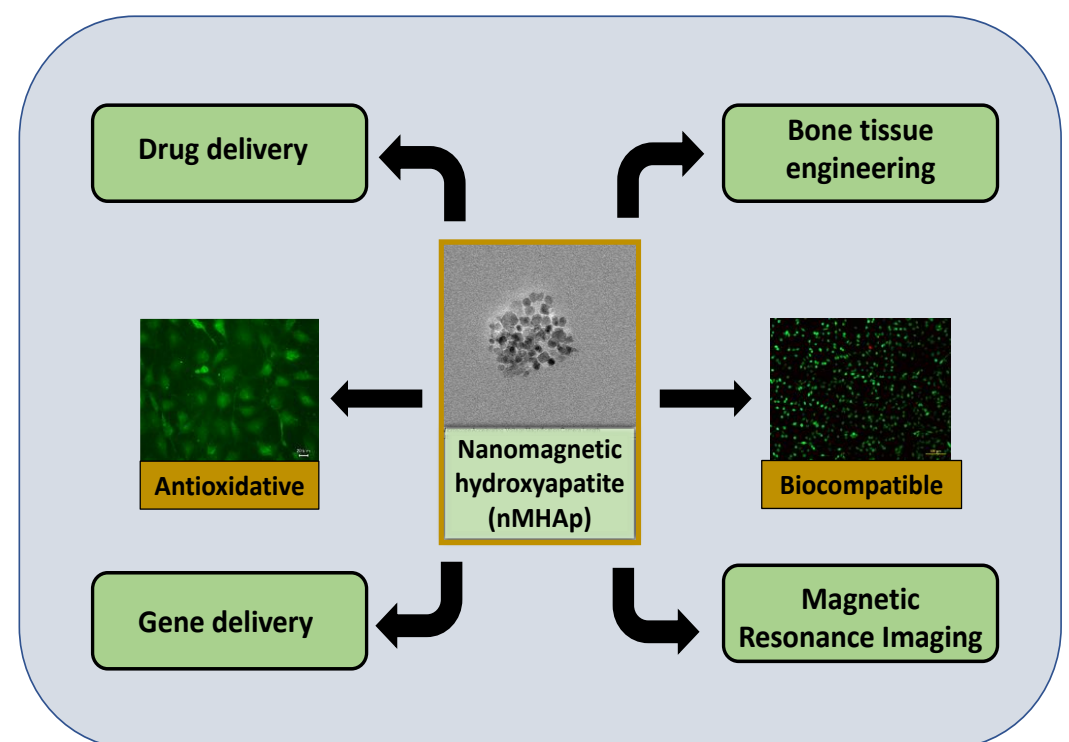 Drug delivery
Bone tissue
engineering
Nanomagnetic
hydroxyapatite
(nMHAp)
Antioxidative
Biocompatible
Gene delivery
Magnetic
Resonance Imaging